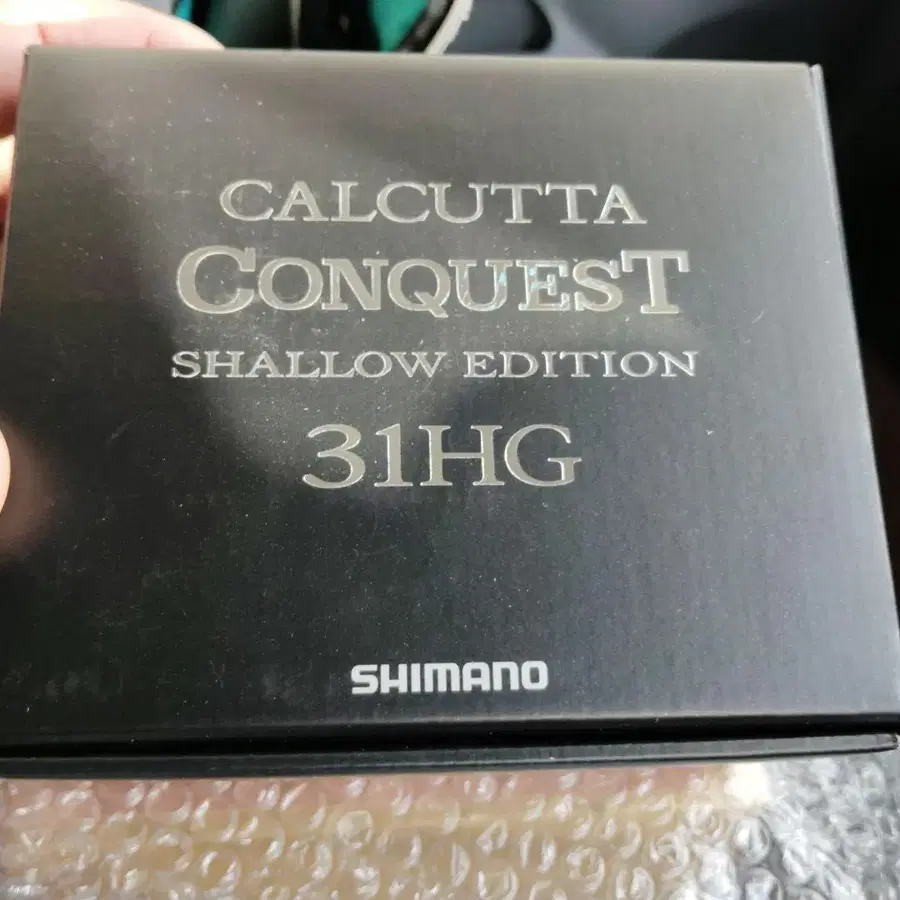 CALCUTTA
CONQUEST
SHALLOW EDITION
31HG
SHIMANO